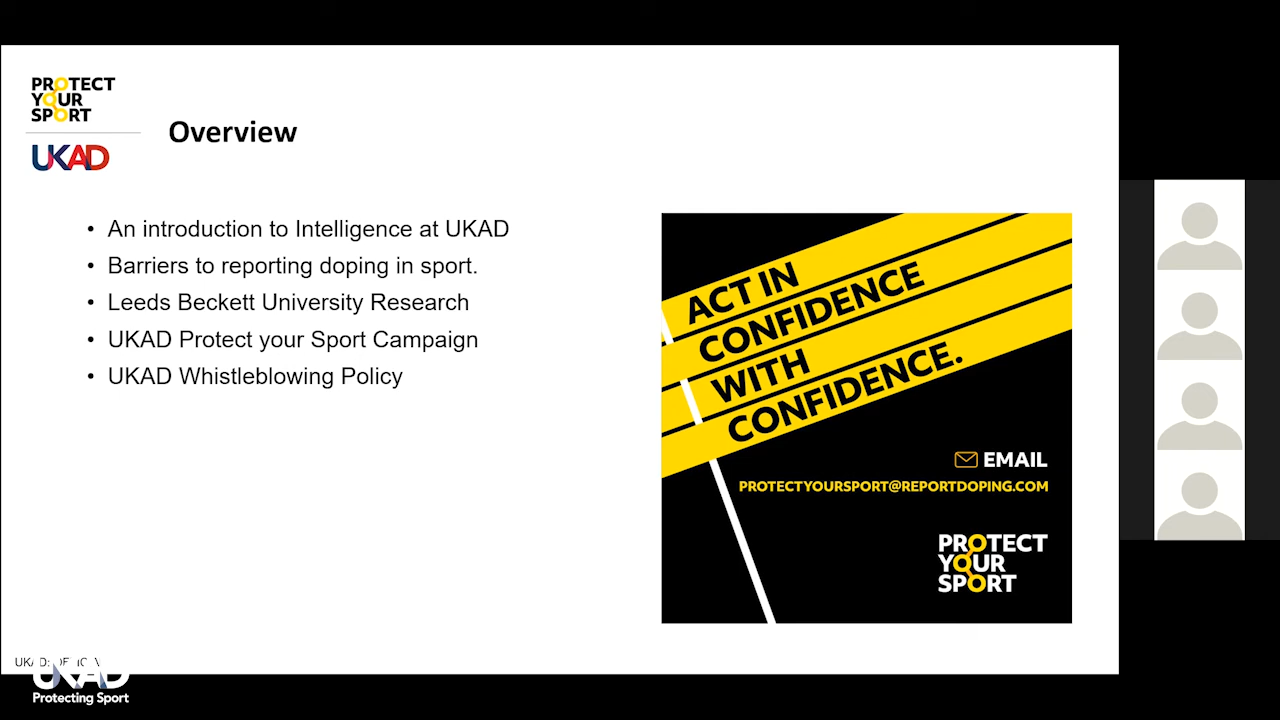 PROTECT
YOUR
SPORT
UKAD
Overview
• An introduction to Intelligence at UKAD
• Barriers to reporting doping in sport.
• Leeds Beckett University Research
• UKAD Protect your Sport Campaign
• UKAD Whistleblowing Policy
ACT IN
CONFIDENCE
WITH
CONFIDENCE.
EMAIL
PROTECTYOURSPORT@REPORTDOPING.COM
PROTECT
YOUR
SPORT
UKAD
Protecting Sport